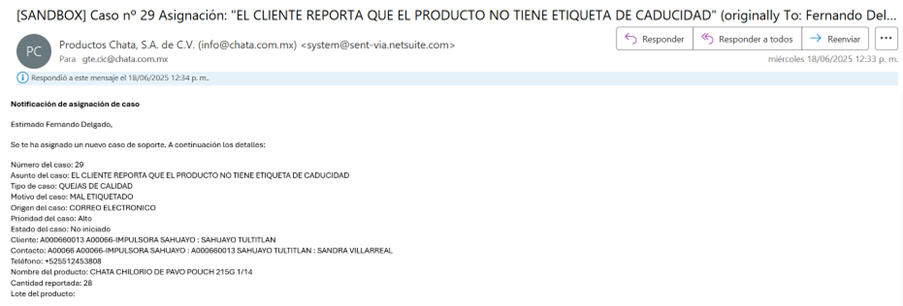 [SANDBOX] Caso nº 29 Asignación: "EL CLIENTE REPORTA QUE EL PRODUCTO NO TIENE ETIQUETA DE CADUCIDAD" (originally To: Fernando Del...
PC
Productos Chata, S.A. de C.V. (info@chata.com.mx) <system@sent-via.netsuite.com>
Para gte.cic@chata.com.mx
Responder
Responder a todos
Reenviar
...
miércoles 18/06/2025 12:33 p. m.
Respondió a este mensaje el 18/06/2025 12:34 p. m.
Notificación de asignación de caso
Estimado Fernando Delgado,
Se te ha asignado un nuevo caso de soporte. A continuación los detalles:
Número del caso: 29
Asunto del caso: EL CLIENTE REPORTA QUE EL PRODUCTO NO TIENE ETIQUETA DE CADUCIDAD
Tipo de caso: QUEJAS DE CALIDAD
Motivo del caso: MAL ETIQUETADO
Origen del caso: CORREO ELECTRONICO
Prioridad del caso: Alto
Estado del caso: No iniciado
Cliente: A000660013 A00066-IMPULSORA SAHUAYO : SAHUAYO TULTITLAN
Contacto: A00066 A00066-IMPULSORA SAHUAYO : A000660013 SAHUAYO TULTITLAN : SANDRA VILLARREAL
Teléfono: +525512453808
Nombre del producto: CHATA CHILORIO DE PAVO POUCH 215G 1/14
Cantidad reportada: 28
Lote del producto: